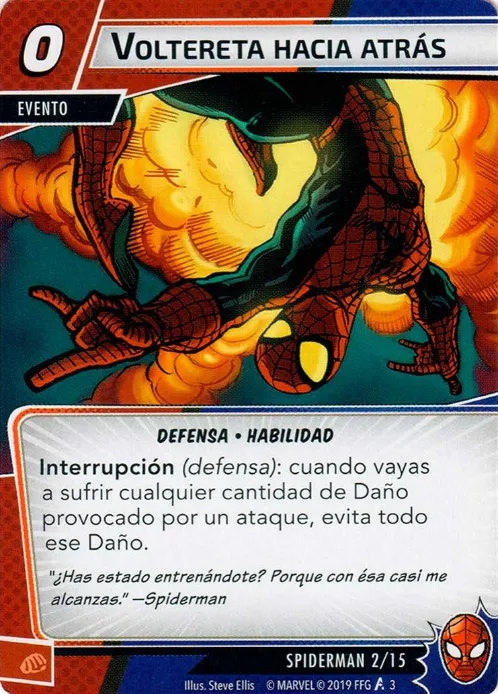 0
VOLTERETA HACIA ATRÁS
EVENTO
DEFENSA • HABILIDAD
Interrupción (defensa): cuando vayas
a sufrir cualquier cantidad de Daño
provocado por un ataque, evita todo
ese Daño.
"¿Has estado entrenándote? Porque con ésa casi me
alcanzas." —Spiderman
SPIDERMAN 2/15
Illus. Steve Ellis © MARVEL © 2019 FFG 3